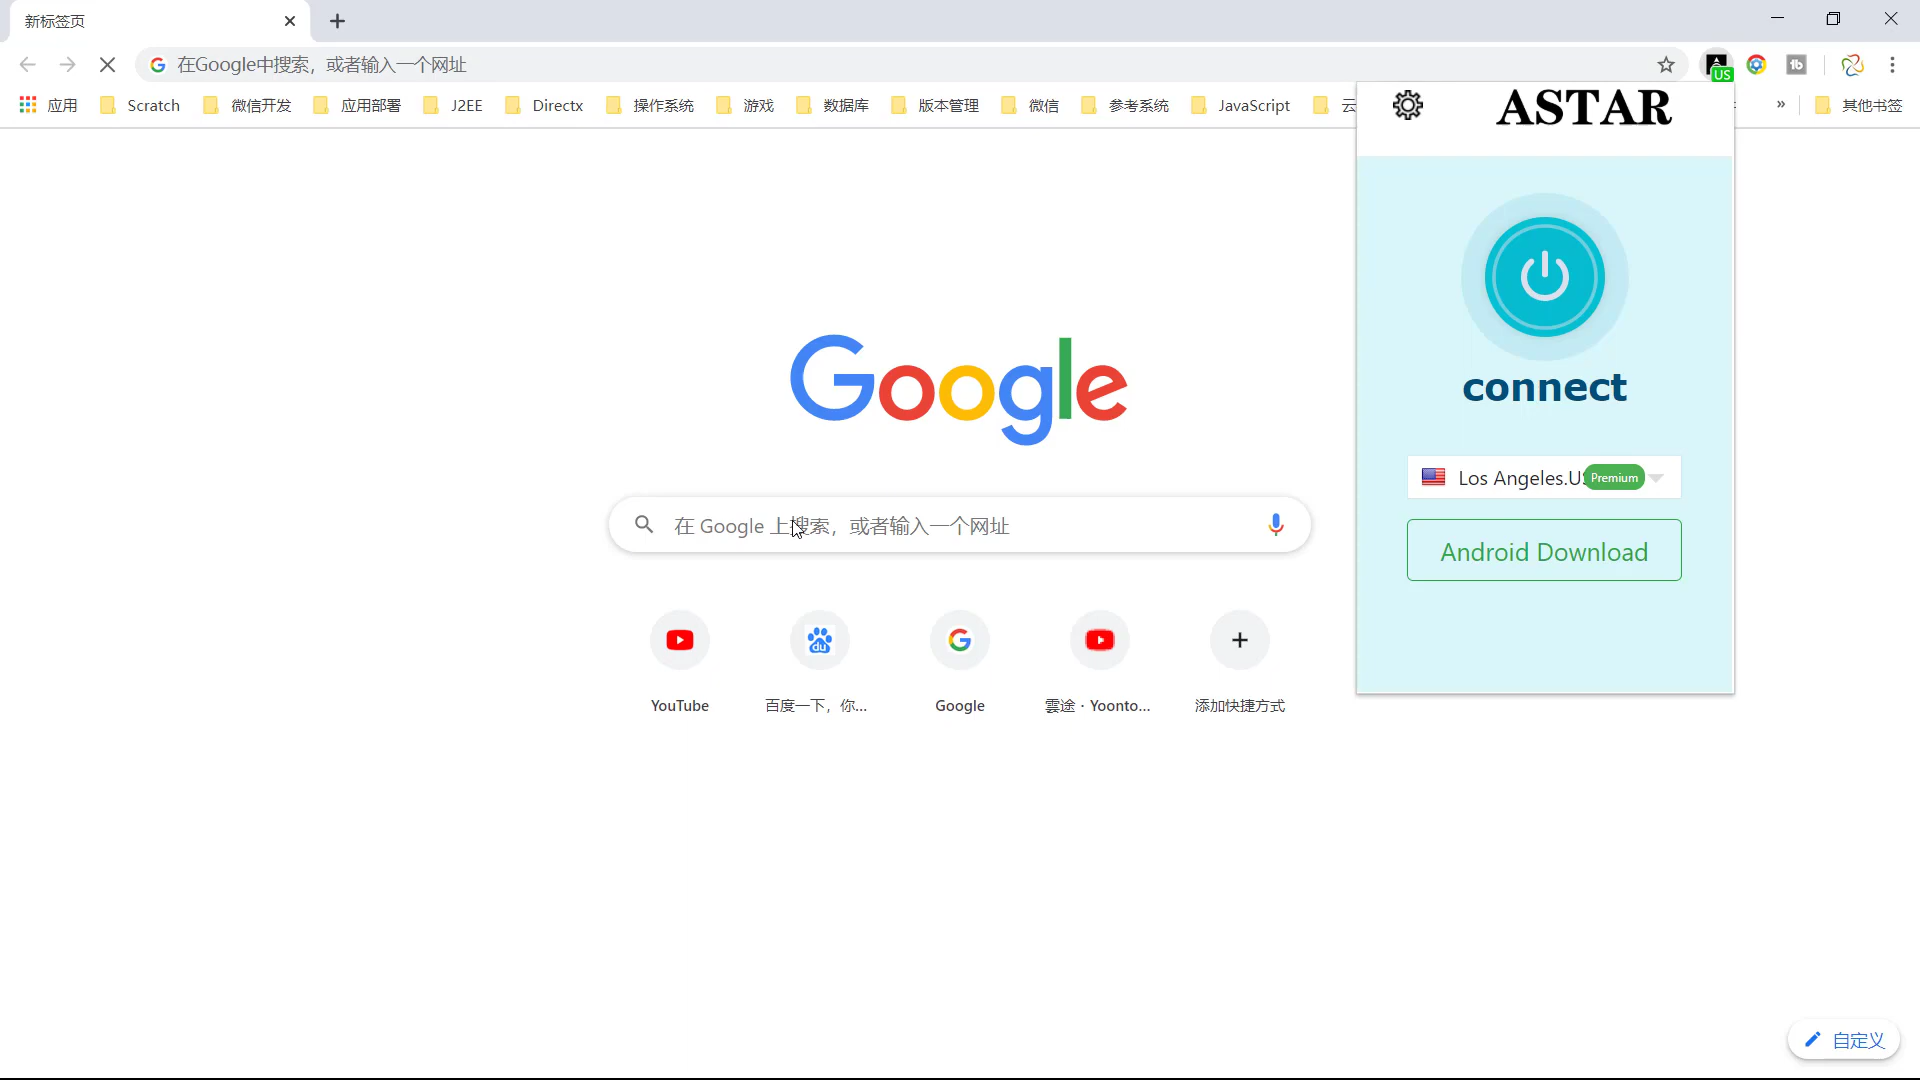 新标签页
在Google中搜索，或者输入一个网址
US
应用
Scratch
微信开发
应用部署
J2EE
Directx
操作系统
游戏
数据库
版本管理
微信
参考系统
JavaScript
云
»
其他书签
ASTAR
connect
Los Angeles.US
Premium
Android Download
Google
在 Google 上搜索，或者输入一个网址
YouTube
百度一下，你...
Google
雲途 · Yoonto...
添加快捷方式
自定义